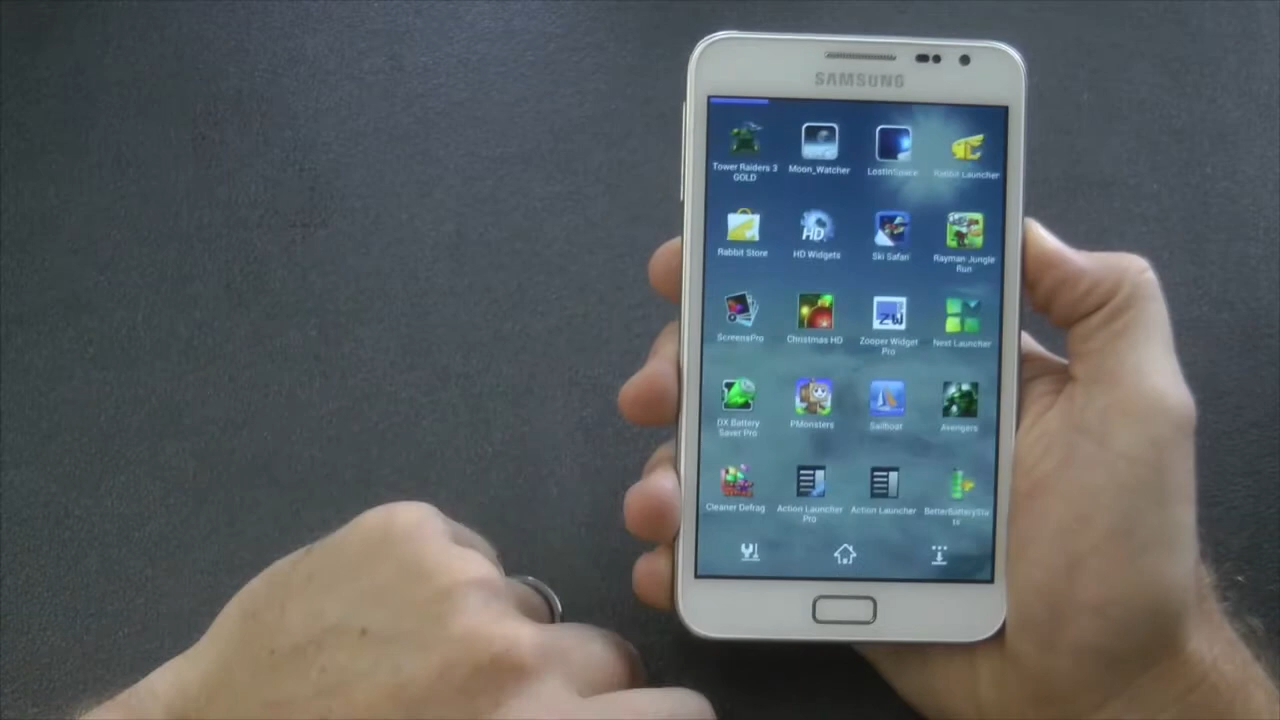 SAMSUNG
Tower Raiders 3
GOLD
Moon_Watcher
LostInSpace
Rabbit Launcher
Rabbit Store
HD
HD Widgets
Ski Safari
Rayman Jungle
Run
ScreensPro
Christmas HD
ZW
Zooper Widget
Pro
Next Launcher
DX Battery
Saver Pro
PMonsters
Sailboat
Avengers
Cleaner Defrag
Action Launcher
Pro
Action Launcher
BetterBatterySta
ts